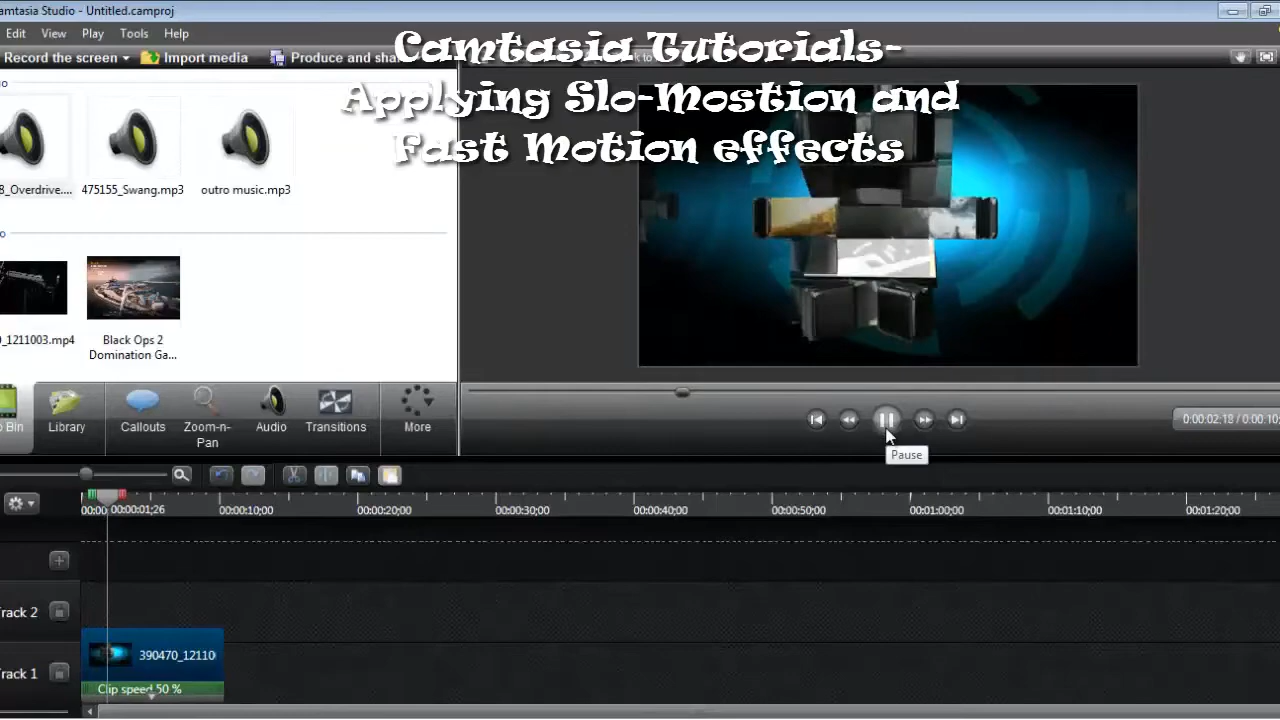 amtasia Studio - Untitled.camproj
Edit View Play Tools Help
Camtasia Tutorials-
Applying Slo-Mostion and
Fast Motion effects
Record the screen Import media Produce and sha
o
8_Overdrive.... 475155_Swang.mp3 outro music.mp3
o
0_1211003.mp4 Black Ops 2
Domination Ga...
o Bin Library Callouts Zoom-n-
Pan Audio Transitions More
0:00:02;18 / 0:00:10;
Pause
00:00 00:00:01;26 00:00:10;00 00:00:20;00 00:00:30;00 00:00:40;00 00:00:50;00 00:01:00;00 00:01:10;00 00:01:20;00
rack 2
390470_12110
rack 1
Clip speed 50 %